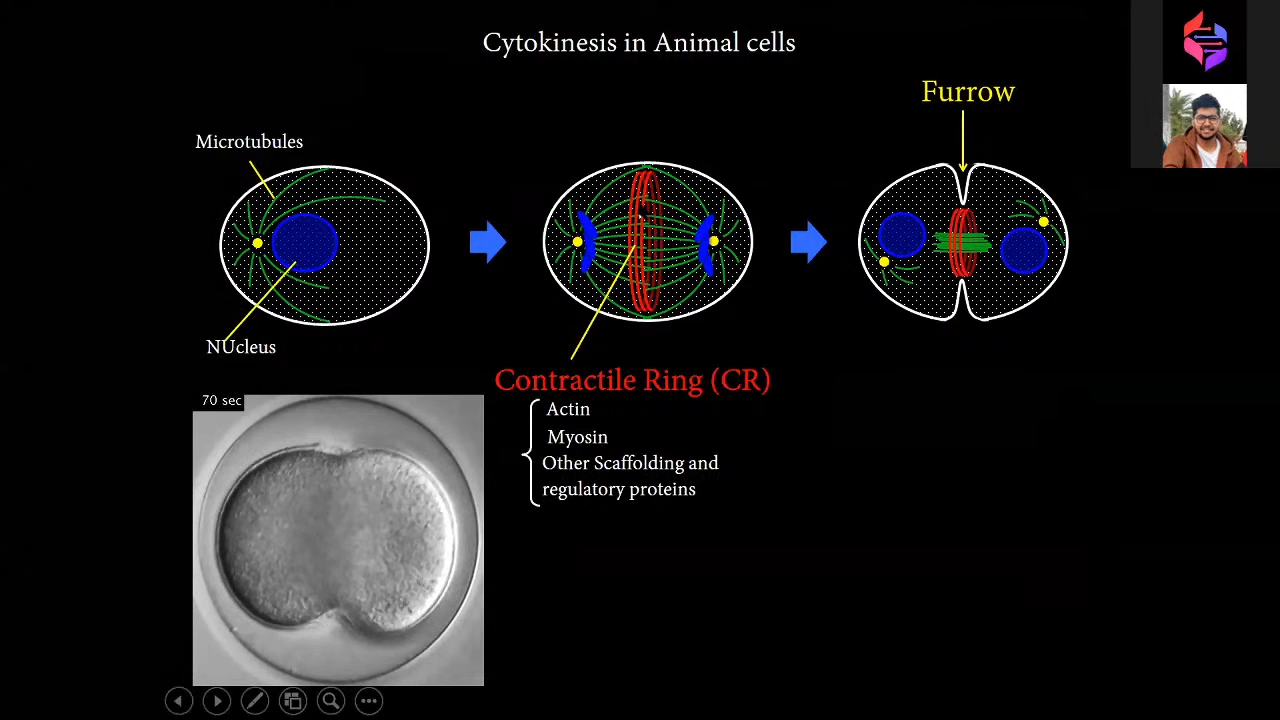 Cytokinesis in Animal cells
Furrow
Microtubules
NUcleus
Contractile Ring (CR)
70 sec
Actin
Myosin
Other Scaffolding and
regulatory proteins